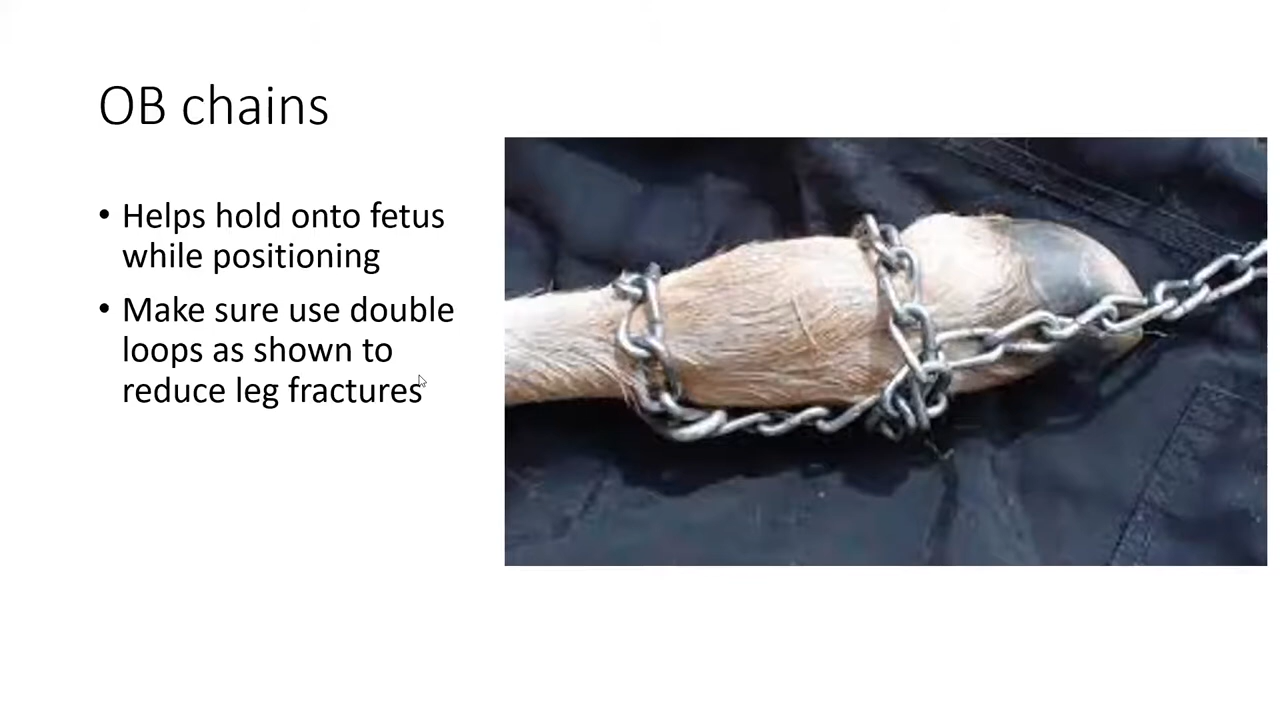 OB chains
• Helps hold onto fetus
while positioning
• Make sure use double
loops as shown to
reduce leg fractures